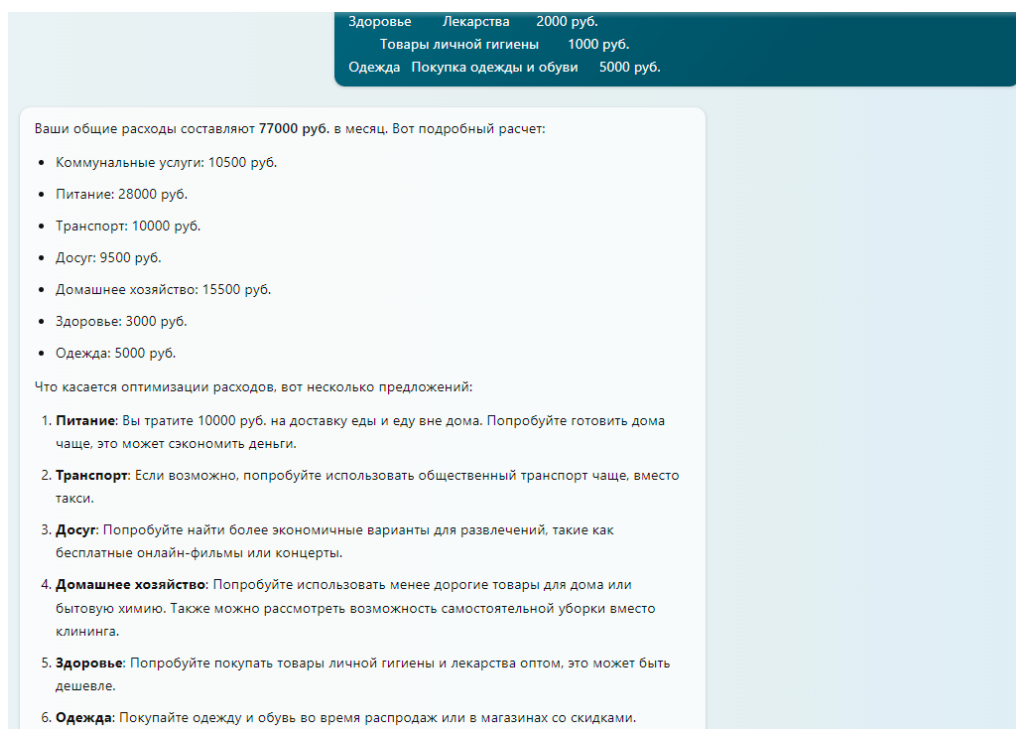 Здоровье Лекарства 2000 руб.
Товары личной гигиены 1000 руб.
Одежда Покупка одежды и обуви 5000 руб.
Ваши общие расходы составляют 77000 руб. в месяц. Вот подробный расчет:
• Коммунальные услуги: 10500 руб.
• Питание: 28000 руб.
• Транспорт: 10000 руб.
• Досуг: 9500 руб.
• Домашнее хозяйство: 15500 руб.
• Здоровье: 3000 руб.
• Одежда: 5000 руб.
Что касается оптимизации расходов, вот несколько предложений:
1. Питание: Вы тратите 10000 руб. на доставку еды и еду вне дома. Попробуйте готовить дома
чаще, это может сэкономить деньги.
2. Транспорт: Если возможно, попробуйте использовать общественный транспорт чаще, вместо
такси.
3. Досуг: Попробуйте найти более экономичные варианты для развлечений, такие как
бесплатные онлайн-фильмы или концерты.
4. Домашнее хозяйство: Попробуйте использовать менее дорогие товары для дома или
бытовую химию. Также можно рассмотреть возможность самостоятельной уборки вместо
клининга.
5. Здоровье: Попробуйте покупать товары личной гигиены и лекарства оптом, это может быть
дешевле.
6. Одежда: Покупайте одежду и обувь во время распродаж или в магазинах со скидками.